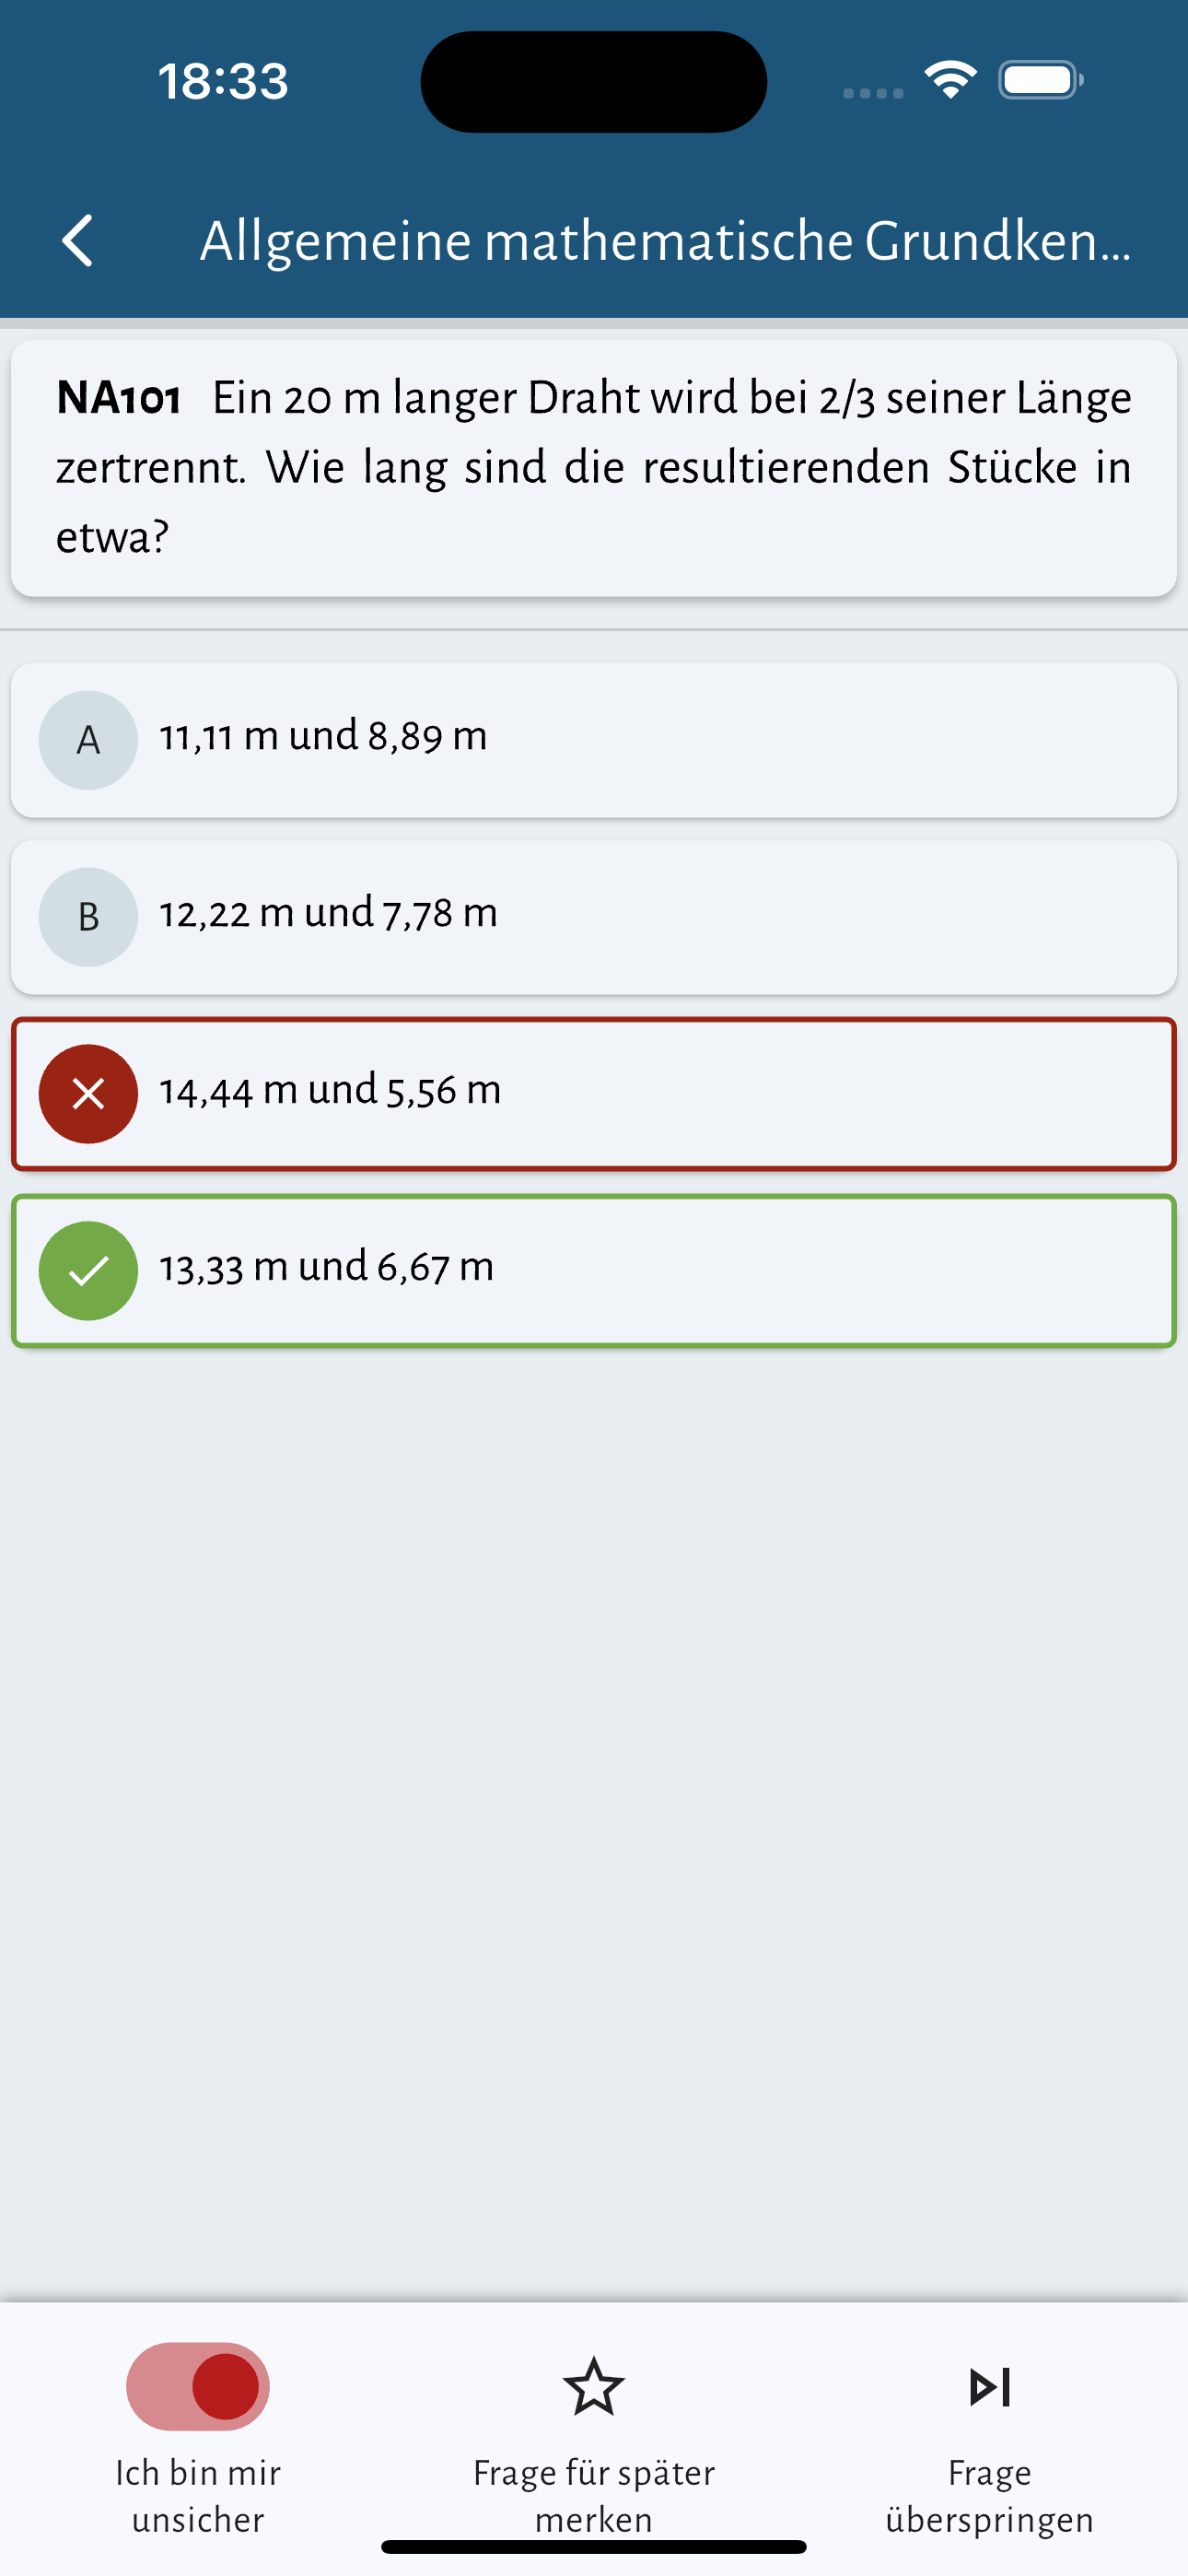 18:33
Allgemeine mathematische Grundken...
NA101 Ein 20 m langer Draht wird bei 2/3 seiner Länge
zertrennt. Wie lang sind die resultierenden Stücke in
etwa?
A 11,11 m und 8,89 m
B 12,22 m und 7,78 m
14,44 m und 5,56 m
13,33 m und 6,67 m
Ich bin mir
unsicher
Frage für später
merken
Frage
überspringen